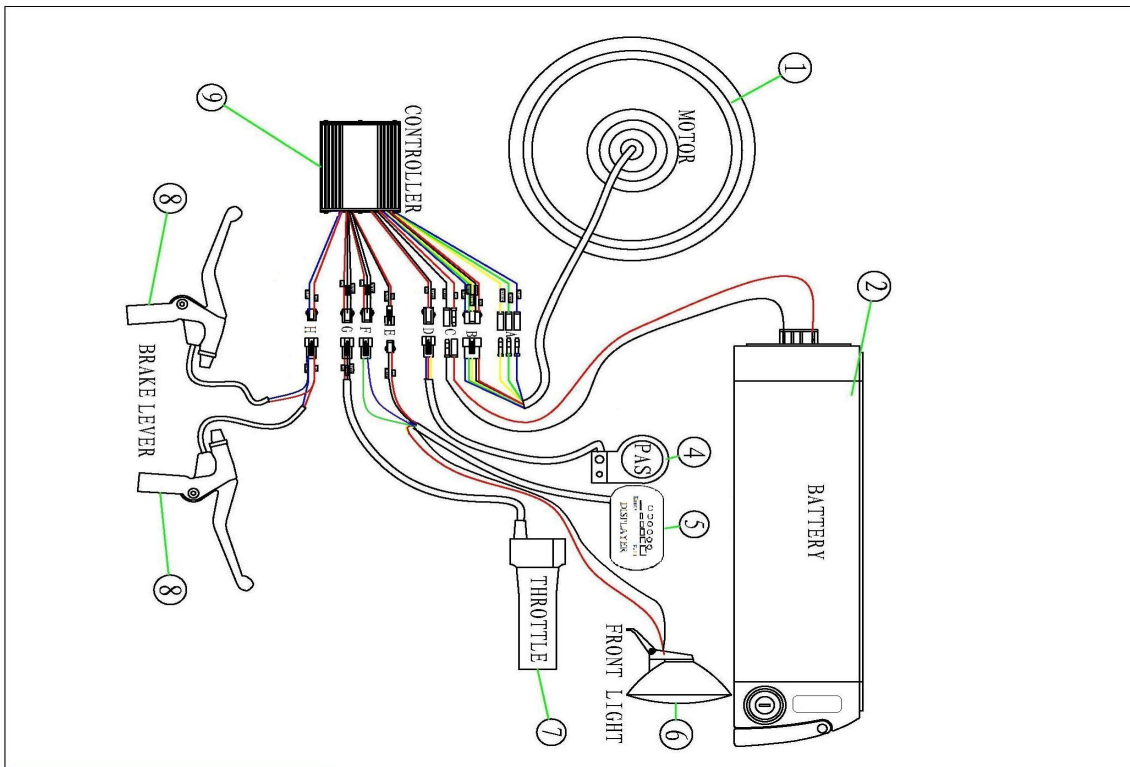 1
MOTOR
9
CONTROLLER
8
BRAKE LEVER
8
2
BATTERY
A
B
C
D
E
F
G
H
PAS
4
DISPLAYER
5
THROTTLE
7
FRONT LIGHT
6